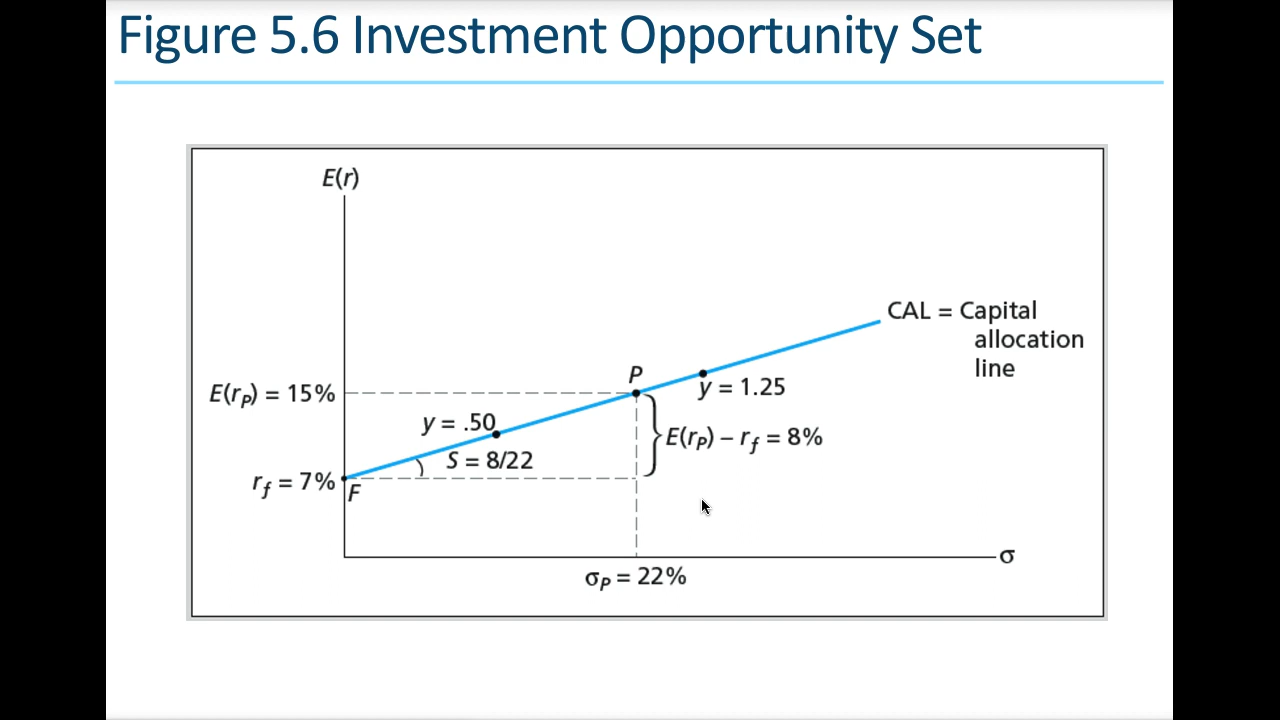 Figure 5.6 Investment Opportunity Set
E(r)
CAL = Capital
allocation
line
P
E(rP) = 15%
y = 1.25
y = .50
E(rP) – rf = 8%
S = 8/22
rf = 7%
F
σ
σP = 22%